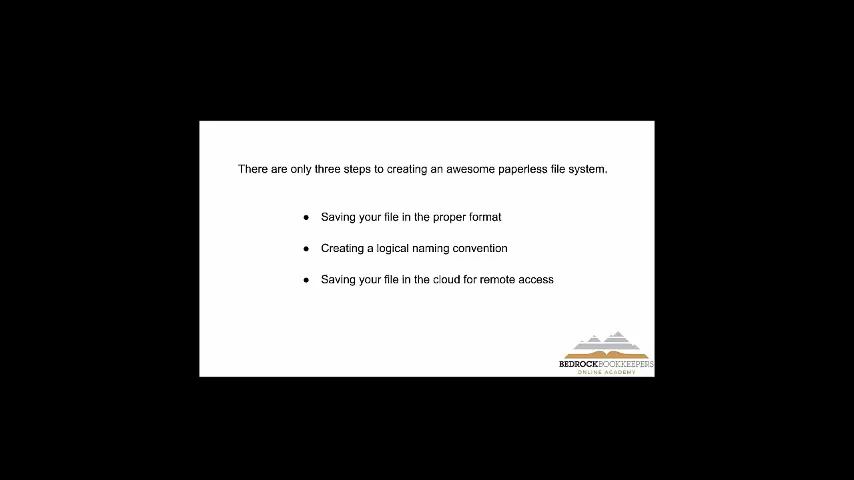 There are only three steps to creating an awesome paperless file system.
● Saving your file in the proper format
● Creating a logical naming convention
● Saving your file in the cloud for remote access
BEDROCKBOOKKEEPERS
ONLINE ACADEMY